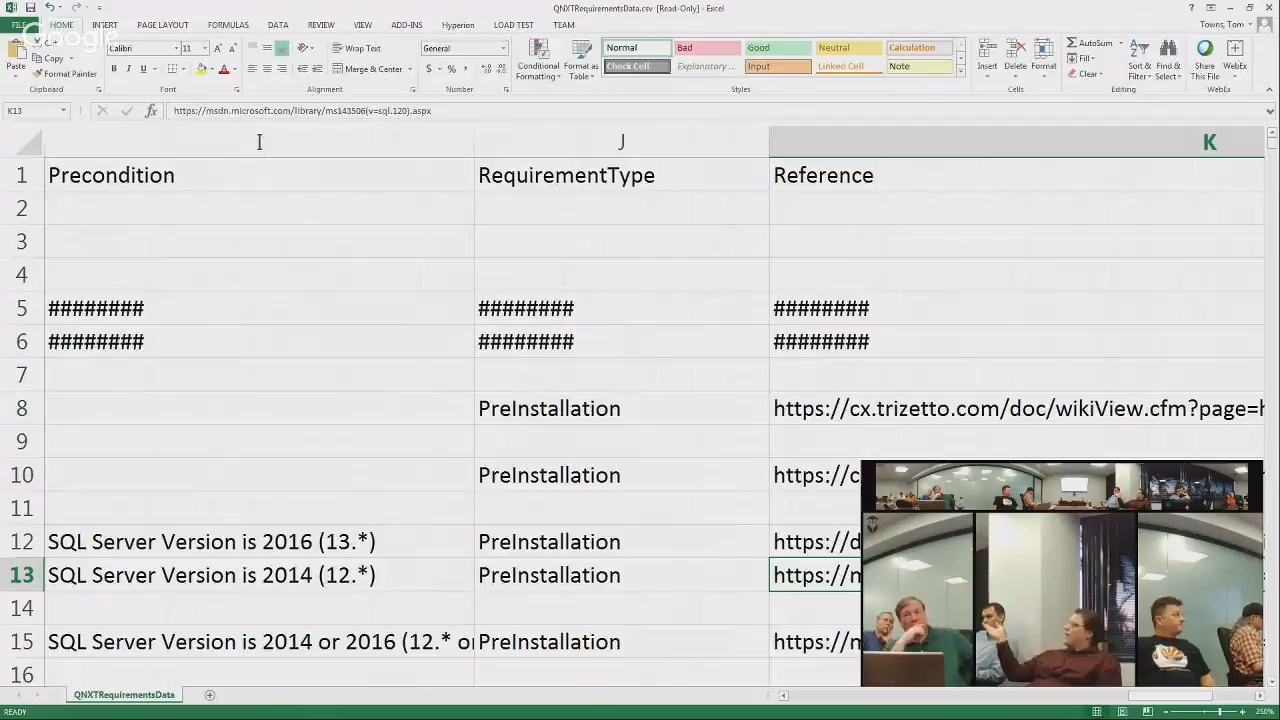 QNXTRequirementsData.csv [Read-Only] - Excel
FILE HOME INSERT PAGE LAYOUT FORMULAS DATA REVIEW VIEW ADD-INS Hyperion LOAD TEST TEAM
Towns, Tom
Google
Paste
Copy
Format Painter
Clipboard
Calibri 11
B I U
Font
Wrap Text
Merge & Center
Alignment
General
$ % ,
Number
Conditional Formatting
Format as Table
Normal Bad Good Neutral Calculation
Check Cell Explanatory ... Input Linked Cell Note
Styles
Insert Delete Format
Cells
AutoSum
Fill
Clear
Sort & Filter
Find & Select
Editing
Share This File
WebEx
WebEx
K13
fx https://msdn.microsoft.com/library/ms143506(v=sql.120).aspx
I J K
1 Precondition RequirementType Reference
2
3
4
5 ######## ######## ########
6 ######## ######## ########
7
8 PreInstallation https://cx.trizetto.com/doc/wikiView.cfm?page=h
9
10 PreInstallation https://c
11
12 SQL Server Version is 2016 (13.*) PreInstallation https://d
13 SQL Server Version is 2014 (12.*) PreInstallation https://m
14
15 SQL Server Version is 2014 or 2016 (12.* or PreInstallation https://m
16
QNXTRequirementsData
READY
250%